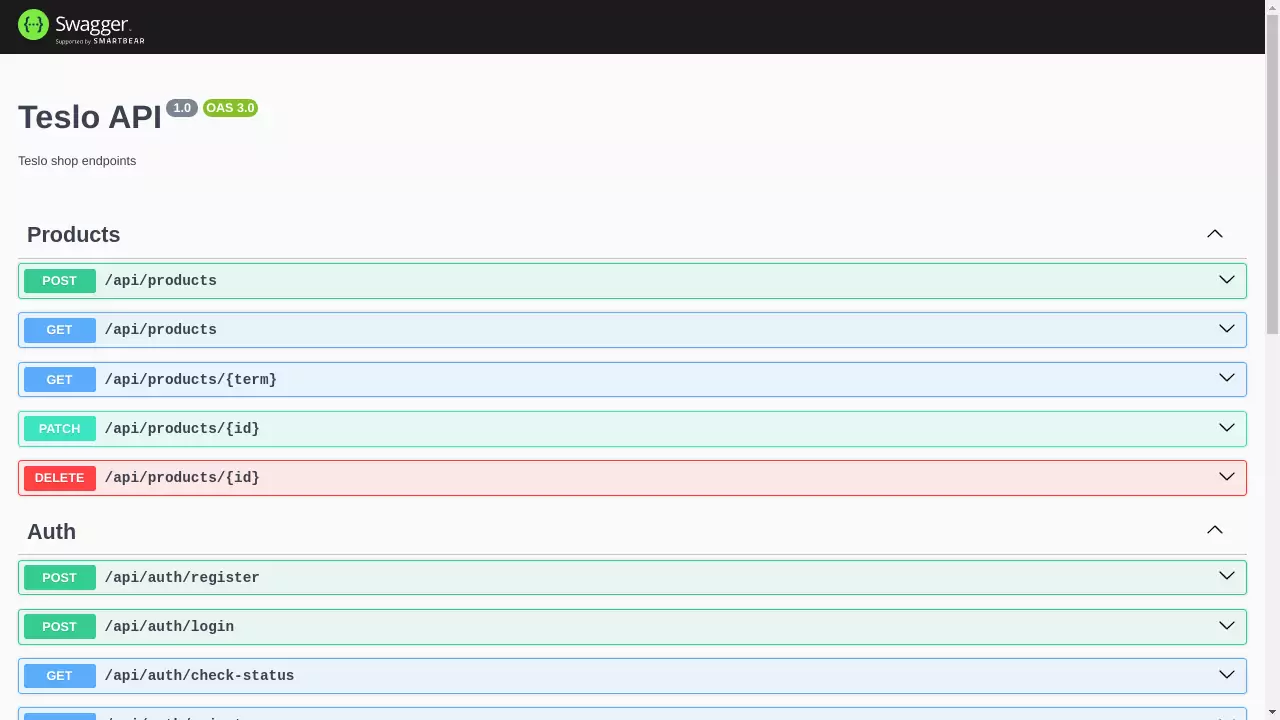 Swagger.
Supported by SMARTBEAR
Teslo API 1.0 OAS 3.0
Teslo shop endpoints
Products
POST /api/products
GET /api/products
GET /api/products/{term}
PATCH /api/products/{id}
DELETE /api/products/{id}
Auth
POST /api/auth/register
POST /api/auth/login
GET /api/auth/check-status